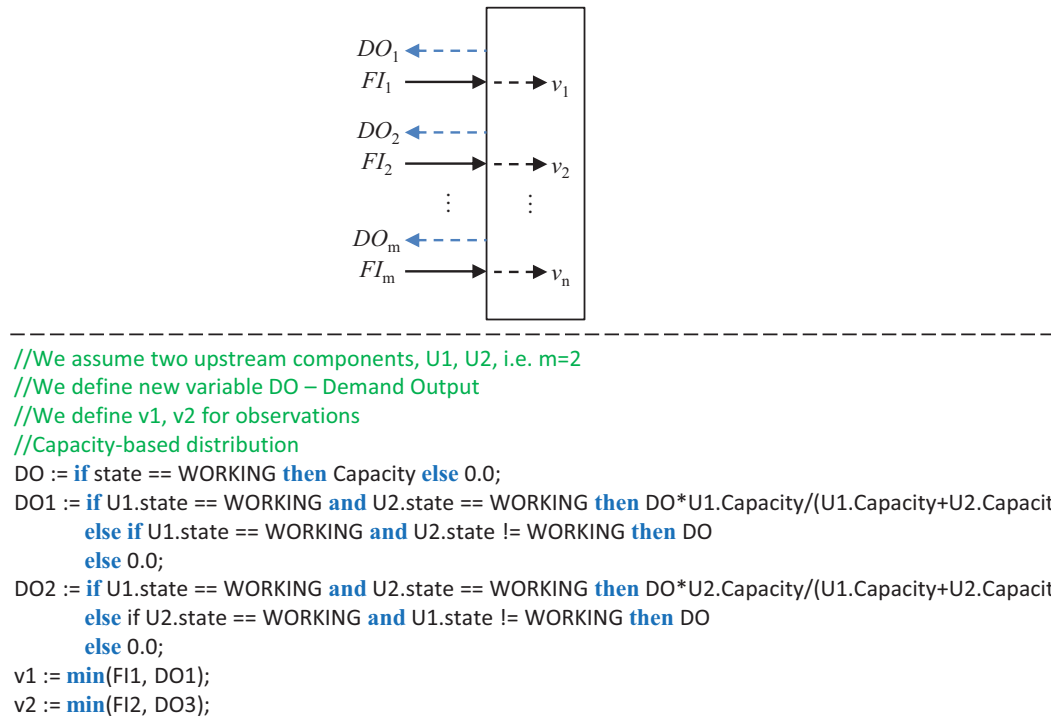 DO1
FI1
v1
DO2
FI2
v2
⋮ ⋮
DOm
FIm
vn
//We assume two upstream components, U1, U2, i.e. m=2
//We define new variable DO – Demand Output
//We define v1, v2 for observations
//Capacity-based distribution
DO := if state == WORKING then Capacity else 0.0;
DO1 := if U1.state == WORKING and U2.state == WORKING then DO*U1.Capacity/(U1.Capacity+U2.Capacit
else if U1.state == WORKING and U2.state != WORKING then DO
else 0.0;
DO2 := if U1.state == WORKING and U2.state == WORKING then DO*U2.Capacity/(U1.Capacity+U2.Capacit
else if U2.state == WORKING and U1.state != WORKING then DO
else 0.0;
v1 := min(FI1, DO1);
v2 := min(FI2, DO3);